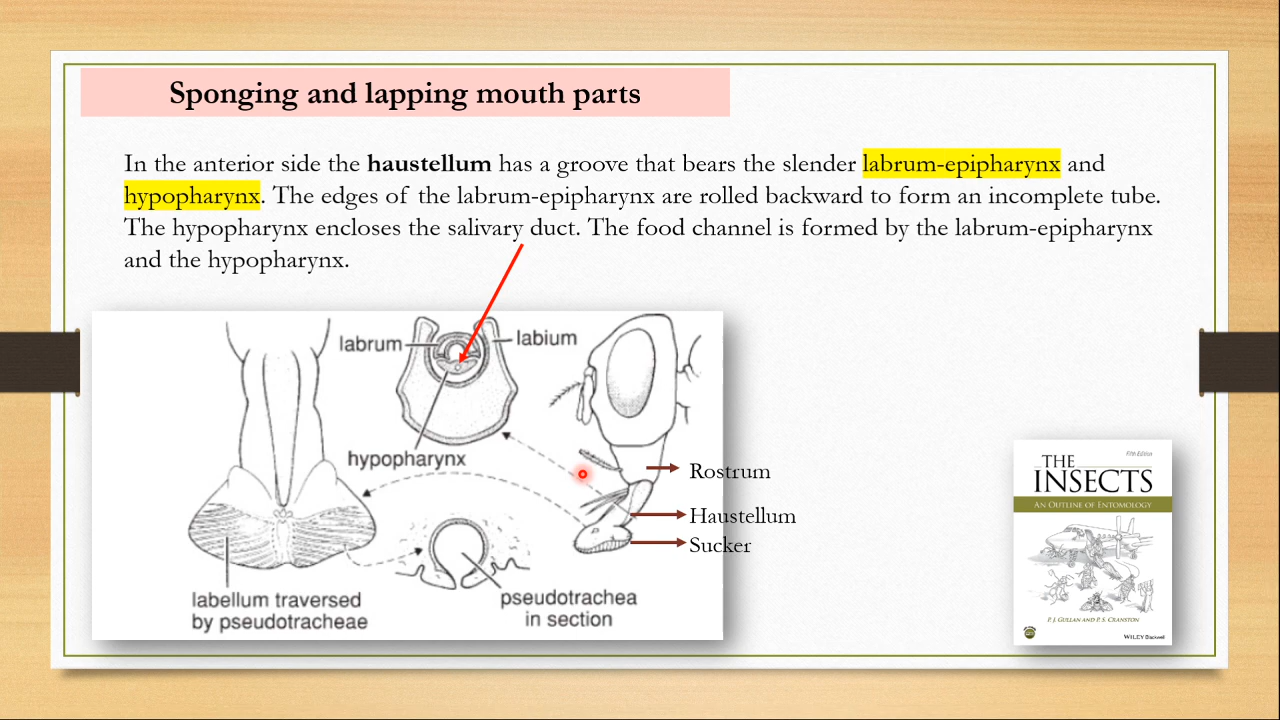 Sponging and lapping mouth parts
In the anterior side the haustellum has a groove that bears the slender labrum-epipharynx and
hypopharynx. The edges of the labrum-epipharynx are rolled backward to form an incomplete tube.
The hypopharynx encloses the salivary duct. The food channel is formed by the labrum-epipharynx
and the hypopharynx.
labrum
labium
hypopharynx
Rostrum
Haustellum
Sucker
labellum traversed
by pseudotracheae
pseudotrachea
in section
Fifth Edition
THE
INSECTS
AN OUTLINE OF ENTOMOLOGY
P. J. GULLAN AND P. S. CRANSTON
WILEY Blackwell